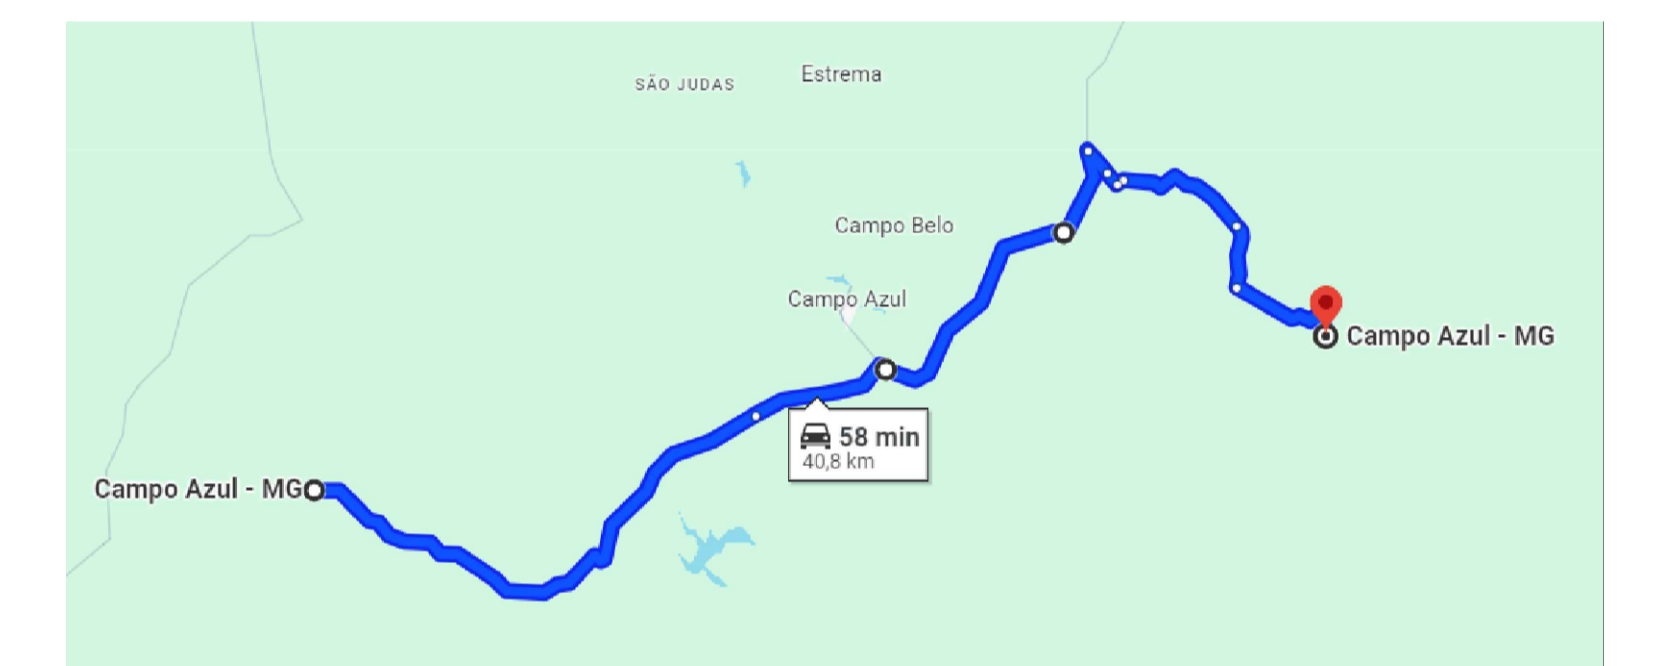 Estrema
SÃO JUDAS
Campo Belo
Campo Azul
Campo Azul - MG
58 min
40,8 km
Campo Azul - MG